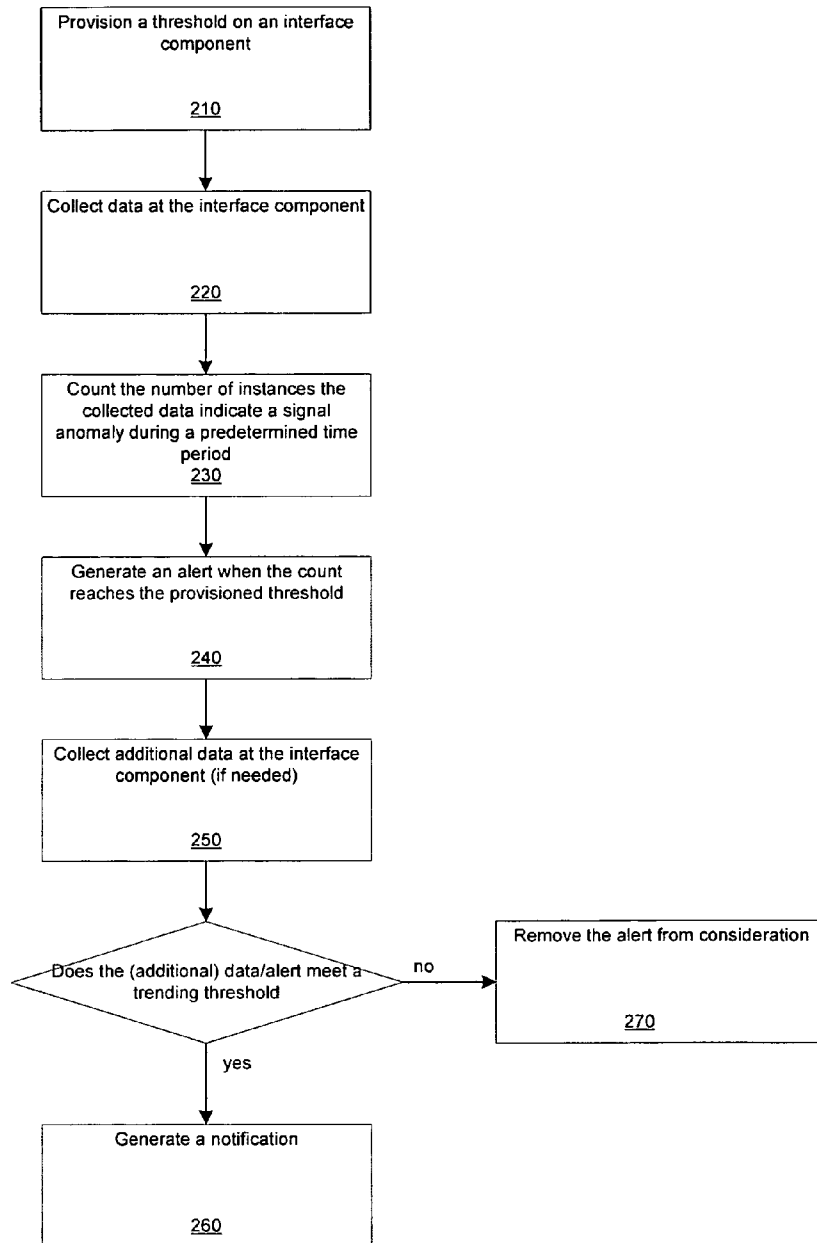 Provision a threshold on an interface
component
210
Collect data at the interface component
220
Count the number of instances the
collected data indicate a signal
anomaly during a predetermined time
period
230
Generate an alert when the count
reaches the provisioned threshold
240
Collect additional data at the interface
component (if needed)
250
Does the (additional) data/alert meet a
trending threshold
no
Remove the alert from consideration
270
yes
Generate a notification
260